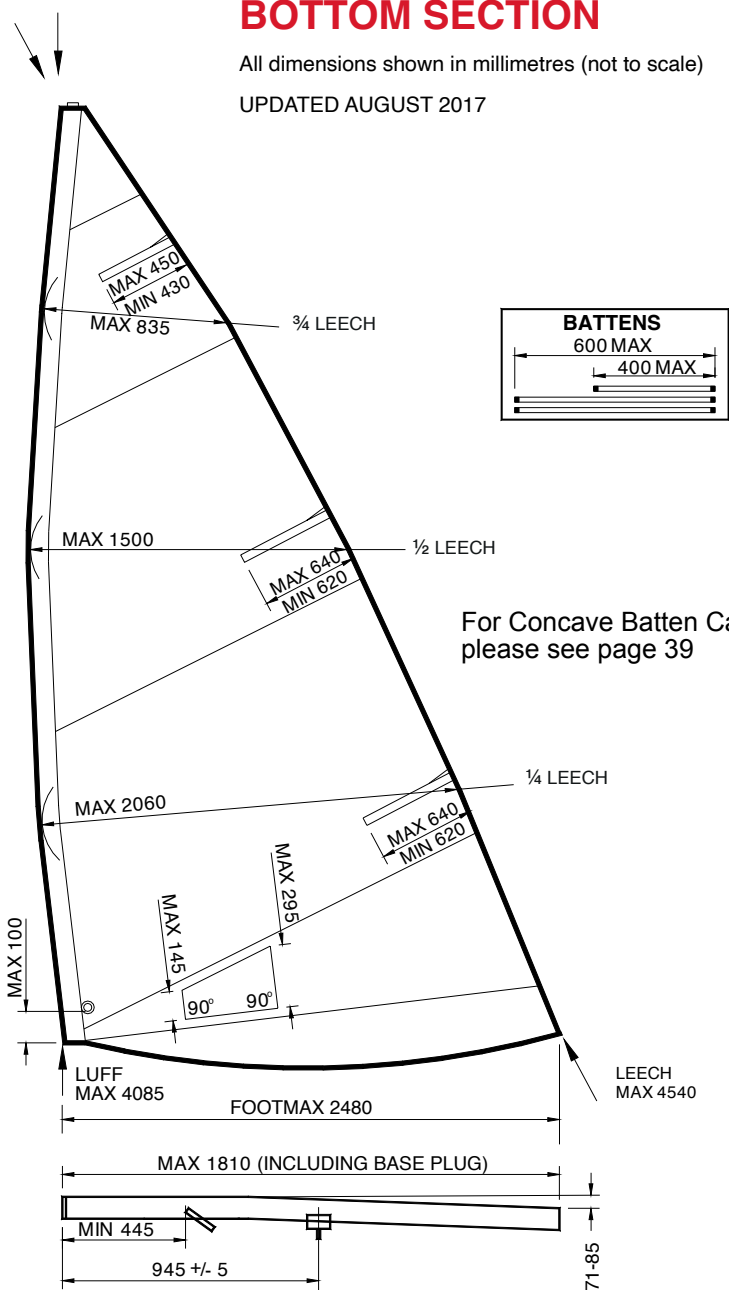 BOTTOM SECTION
All dimensions shown in millimetres (not to scale)
UPDATED AUGUST 2017
MAX 450
MIN 430
MAX 835
¾ LEECH
BATTENS
600 MAX
400 MAX
MAX 1500
½ LEECH
MAX 640
MIN 620
For Concave Batten Ca
please see page 39
¼ LEECH
MAX 2060
MAX 640
MIN 620
MAX 295
MAX 145
MAX 100
90° 90°
LUFF
MAX 4085
LEECH
MAX 4540
FOOTMAX 2480
MAX 1810 (INCLUDING BASE PLUG)
MIN 445
945 +/- 5
71-85